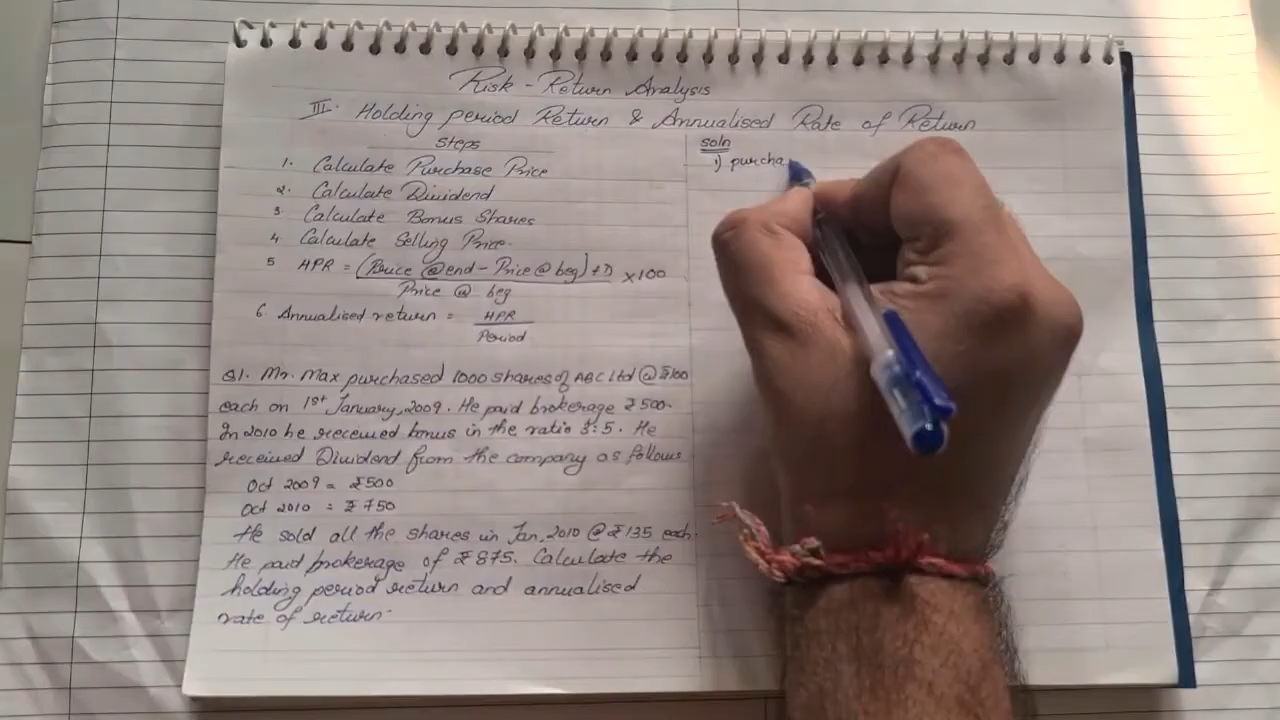 Risk - Return Analysis
III. Holding period Return & Annualised Rate of Return
Steps
1. Calculate Purchase Price
2. Calculate Dividend
3 Calculate Bonus Shares
4. Calculate Selling Price.
5 HPR = (Price @end - Price @ beg) + D × 100
Price @ beg
6. Annualised return = HPR
Period
Q1. Mr. Max purchased 1000 shares of ABC Ltd @ ₹100
each on 1st January, 2009. He paid brokerage ₹500.
In 2010 he received bonus in the ratio 3:5. He
received Dividend from the company as follows
Oct 2009 = ₹500
Oct 2010 = ₹750
He sold all the shares in Jan, 2010 @ ₹135 each.
He paid brokerage of ₹875. Calculate the
holding period return and annualised
rate of return.
soln
1) purcha